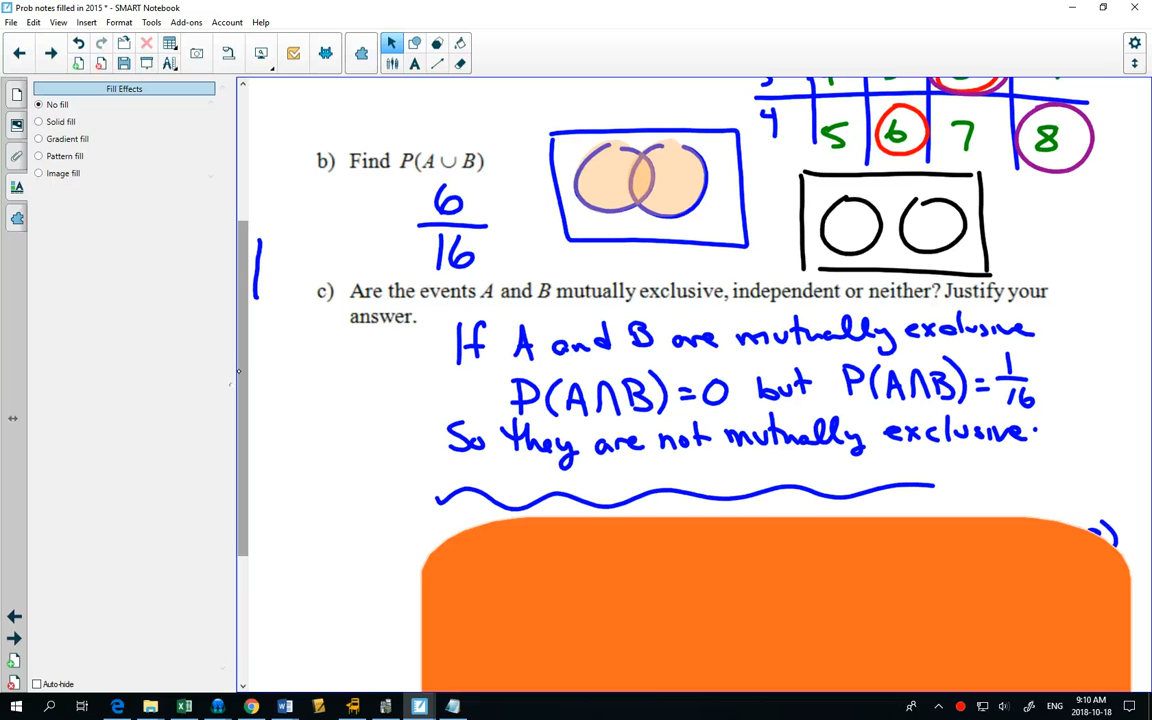 Prob notes filled in 2015 * - SMART Notebook
File Edit View Insert Format Tools Add-ons Account Help
Fill Effects
No fill
Solid fill
Gradient fill
Pattern fill
Image fill
4 5 6 7 8
b) Find P(A ∪ B)
6
16
c) Are the events A and B mutually exclusive, independent or neither? Justify your
answer.
If A and B are mutually exclusive
P(A∩B) = 0 but P(A∩B) = 1/16
So they are not mutually exclusive.
Auto-hide
ENG
9:10 AM
2018-10-18